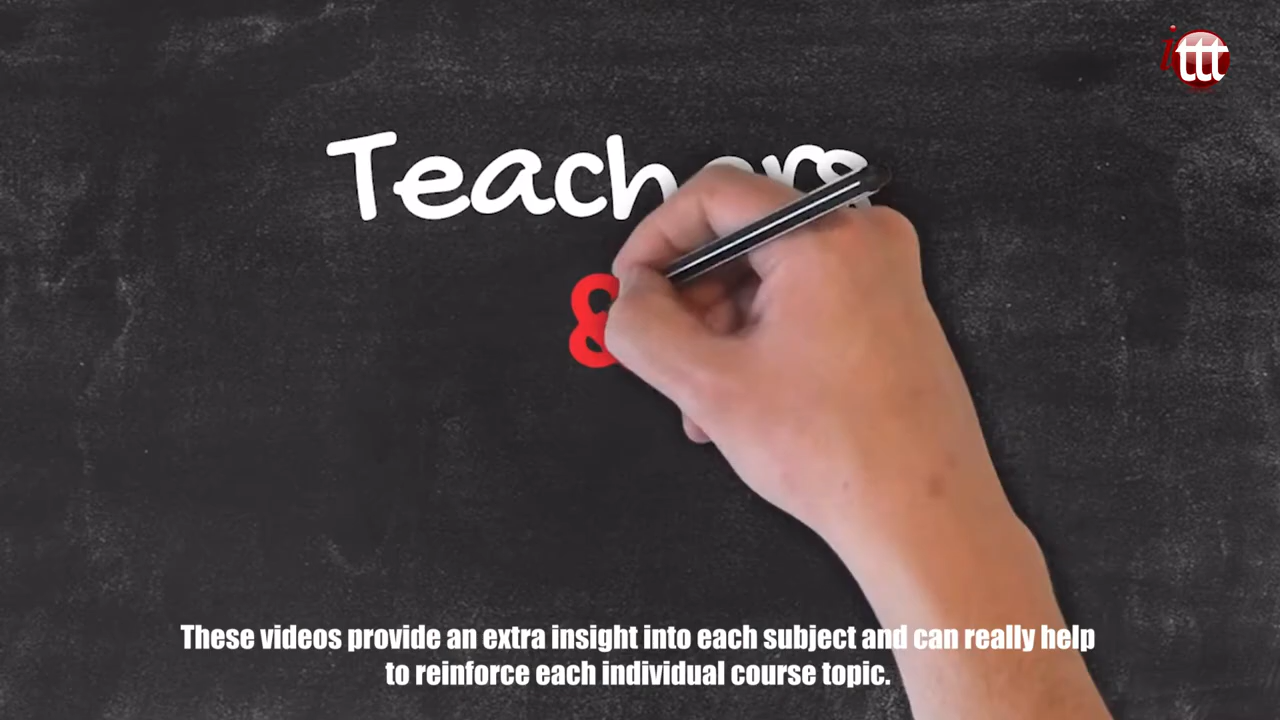 ittt
Teachers
&
These videos provide an extra insight into each subject and can really help
to reinforce each individual course topic.